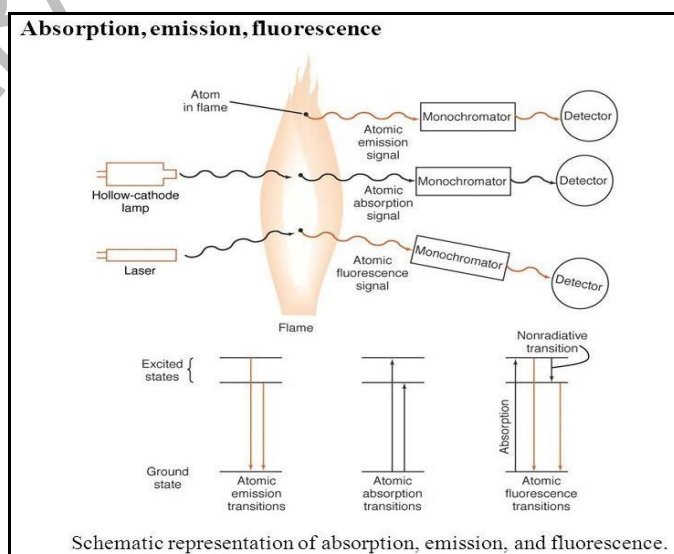 Absorption, emission, fluorescence
Atom
in flame
Atomic
emission
signal
Monochromator
Detector
Hollow-cathode
lamp
Atomic
absorption
signal
Monochromator
Detector
Laser
Atomic
fluorescence
signal
Monochromator
Detector
Flame
Excited
states
Ground
state
Atomic
emission
transitions
Atomic
absorption
transitions
Nonradiative
transition
Absorption
Atomic
fluorescence
transitions
Schematic representation of absorption, emission, and fluorescence.